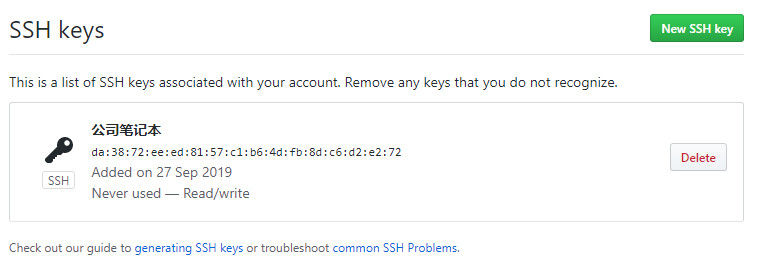 SSH keys
New SSH key
This is a list of SSH keys associated with your account. Remove any keys that you do not recognize.
公司笔记本
da:38:72:ee:ed:81:57:c1:b6:4d:fb:8d:c6:d2:e2:72
Added on 27 Sep 2019
Never used — Read/write
SSH
Delete
Check out our guide to generating SSH keys or troubleshoot common SSH Problems.